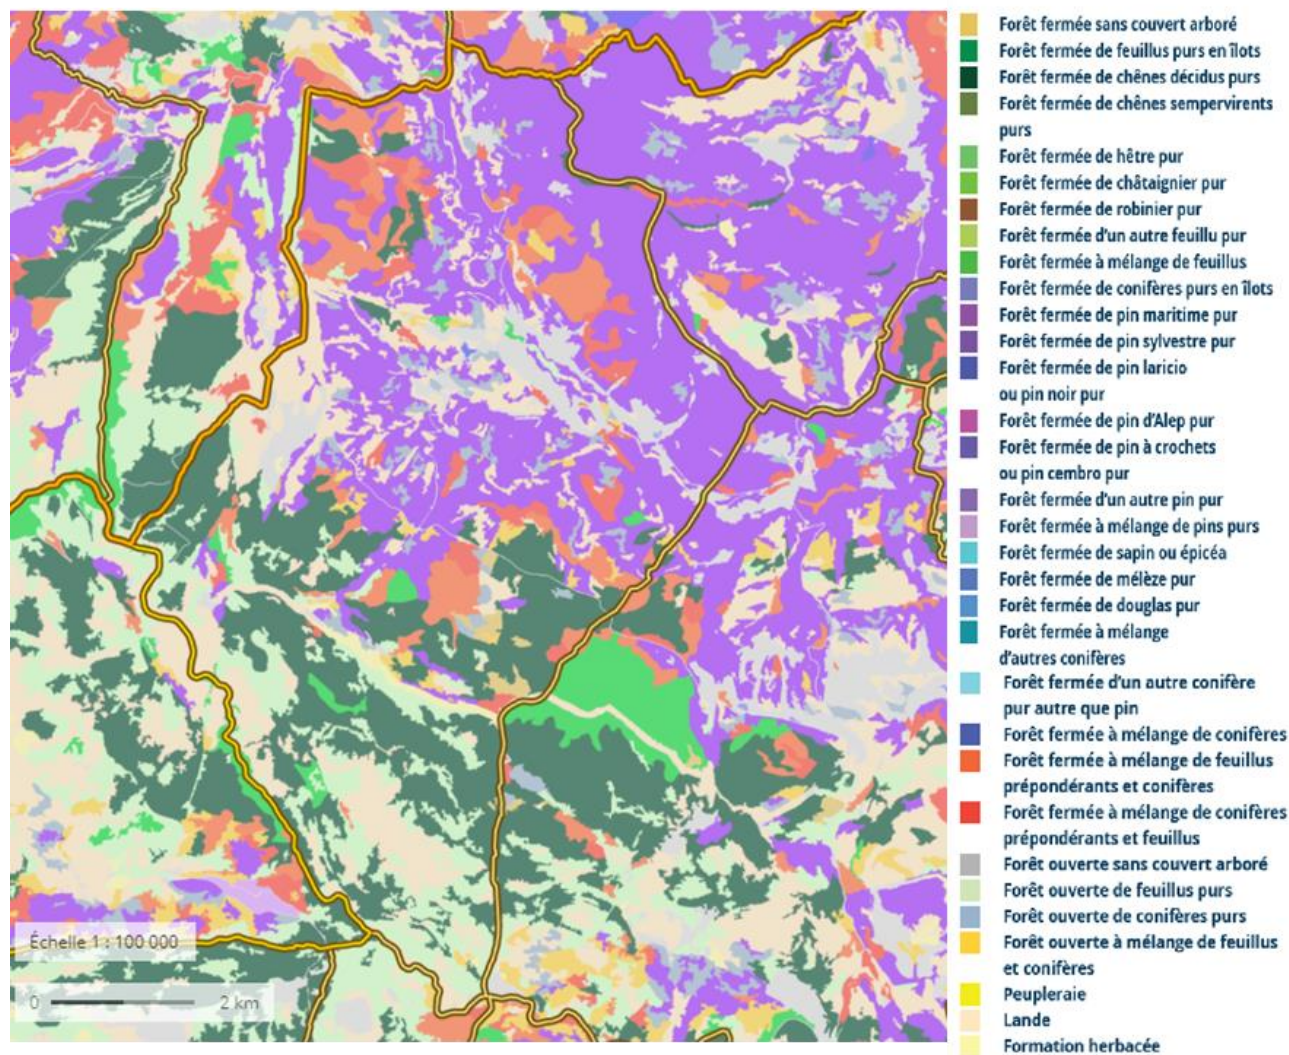 Forêt fermée sans couvert arboré
Forêt fermée de feuillus purs en îlots
Forêt fermée de chênes décidus purs
Forêt fermée de chênes sempervirents
purs
Forêt fermée de hêtre pur
Forêt fermée de châtaignier pur
Forêt fermée de robinier pur
Forêt fermée d'un autre feuillu pur
Forêt fermée à mélange de feuillus
Forêt fermée de conifères purs en îlots
Forêt fermée de pin maritime pur
Forêt fermée de pin sylvestre pur
Forêt fermée de pin laricio
ou pin noir pur
Forêt fermée de pin d'Alep pur
Forêt fermée de pin à crochets
ou pin cembro pur
Forêt fermée d'un autre pin pur
Forêt fermée à mélange de pins purs
Forêt fermée de sapin ou épicéa
Forêt fermée de mélèze pur
Forêt fermée de douglas pur
Forêt fermée à mélange
d'autres conifères
Forêt fermée d'un autre conifère
pur autre que pin
Forêt fermée à mélange de conifères
Forêt fermée à mélange de feuillus
prépondérants et conifères
Forêt fermée à mélange de conifères
prépondérants et feuillus
Forêt ouverte sans couvert arboré
Forêt ouverte de feuillus purs
Forêt ouverte de conifères purs
Forêt ouverte à mélange de feuillus
et conifères
Peupleraie
Lande
Formation herbacée
Échelle 1 : 100 000
0 2 km